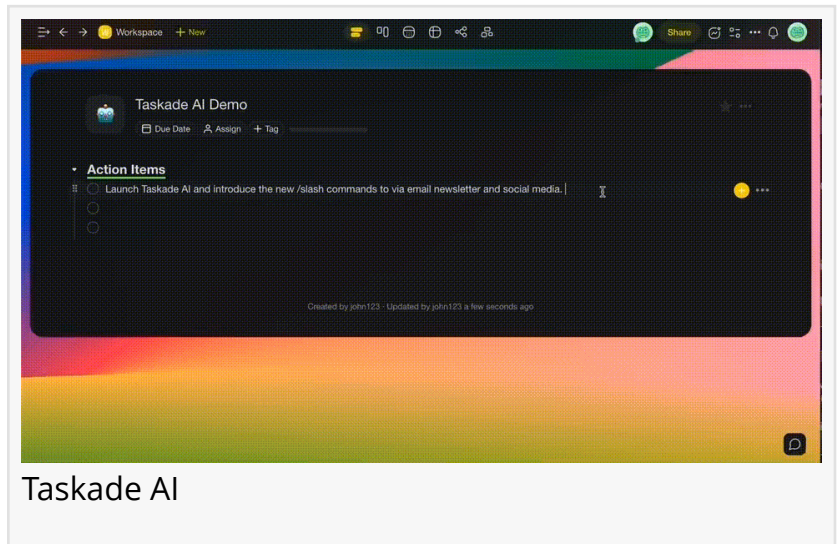 Workspace + New Share
Taskade AI Demo
Due Date Assign + Tag
Action Items
Launch Taskade AI and introduce the new /slash commands to via email newsletter and social media.
Created by john123 · Updated by john123 a few seconds ago
Taskade AI